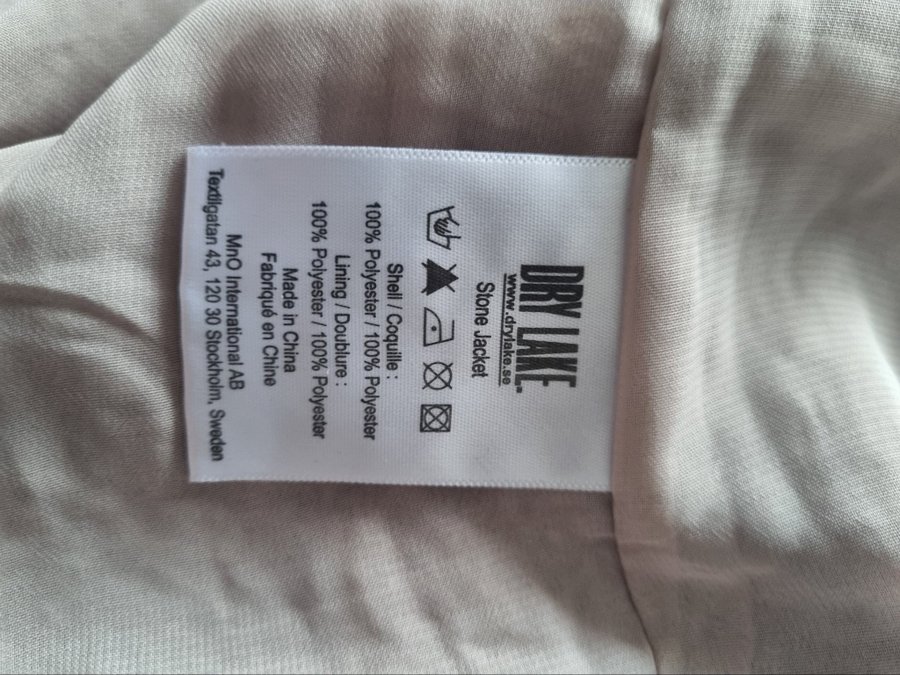 DRY LAKE™
www.drylake.se
Stone Jacket
Shell / Coquille :
100% Polyester / 100% Polyester
Lining / Doublure :
100% Polyester / 100% Polyester
Made in China
Fabriqué en Chine
MnO International AB
Textilgatan 43, 120 30 Stockholm, Sweden